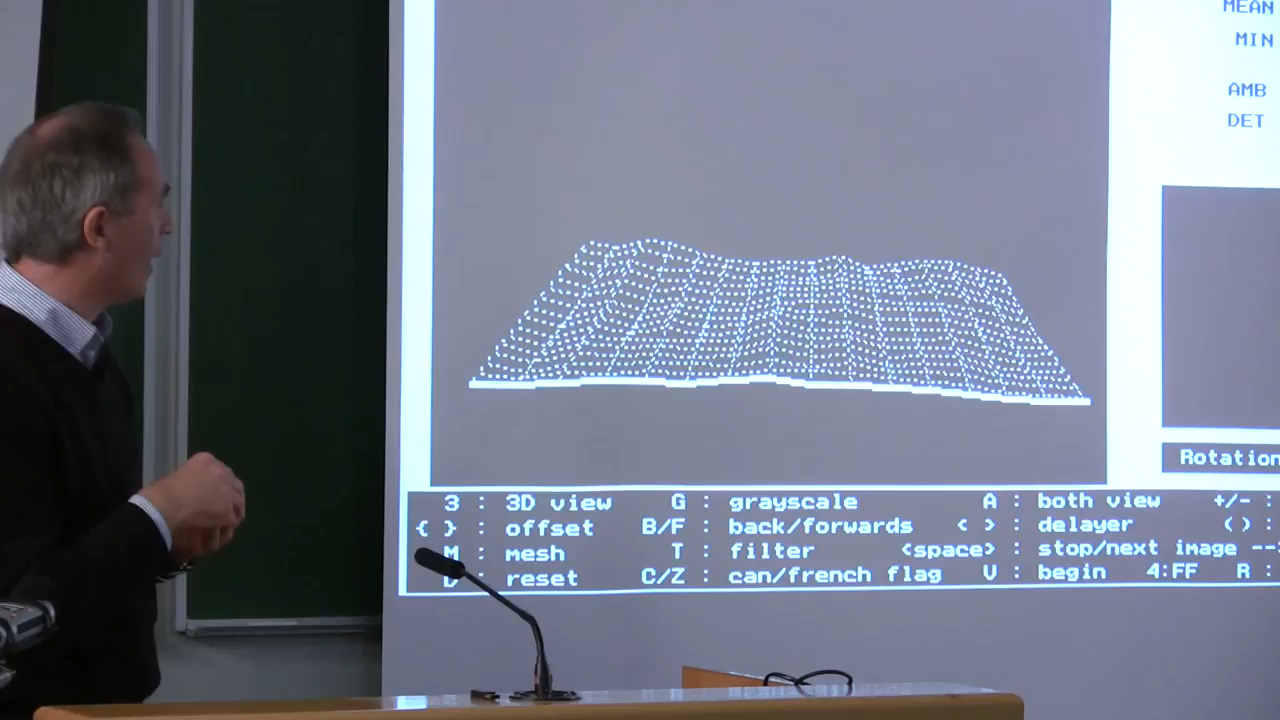 MEAN
MIN
AMB
DET
Rotation
3 : 3D view G : grayscale A : both view +/- :
{ } : offset B/F : back/forwards < > : delayer ( ) :
M : mesh T : filter <space> : stop/next image --
D : reset C/Z : can/french flag V : begin 4:FF R :